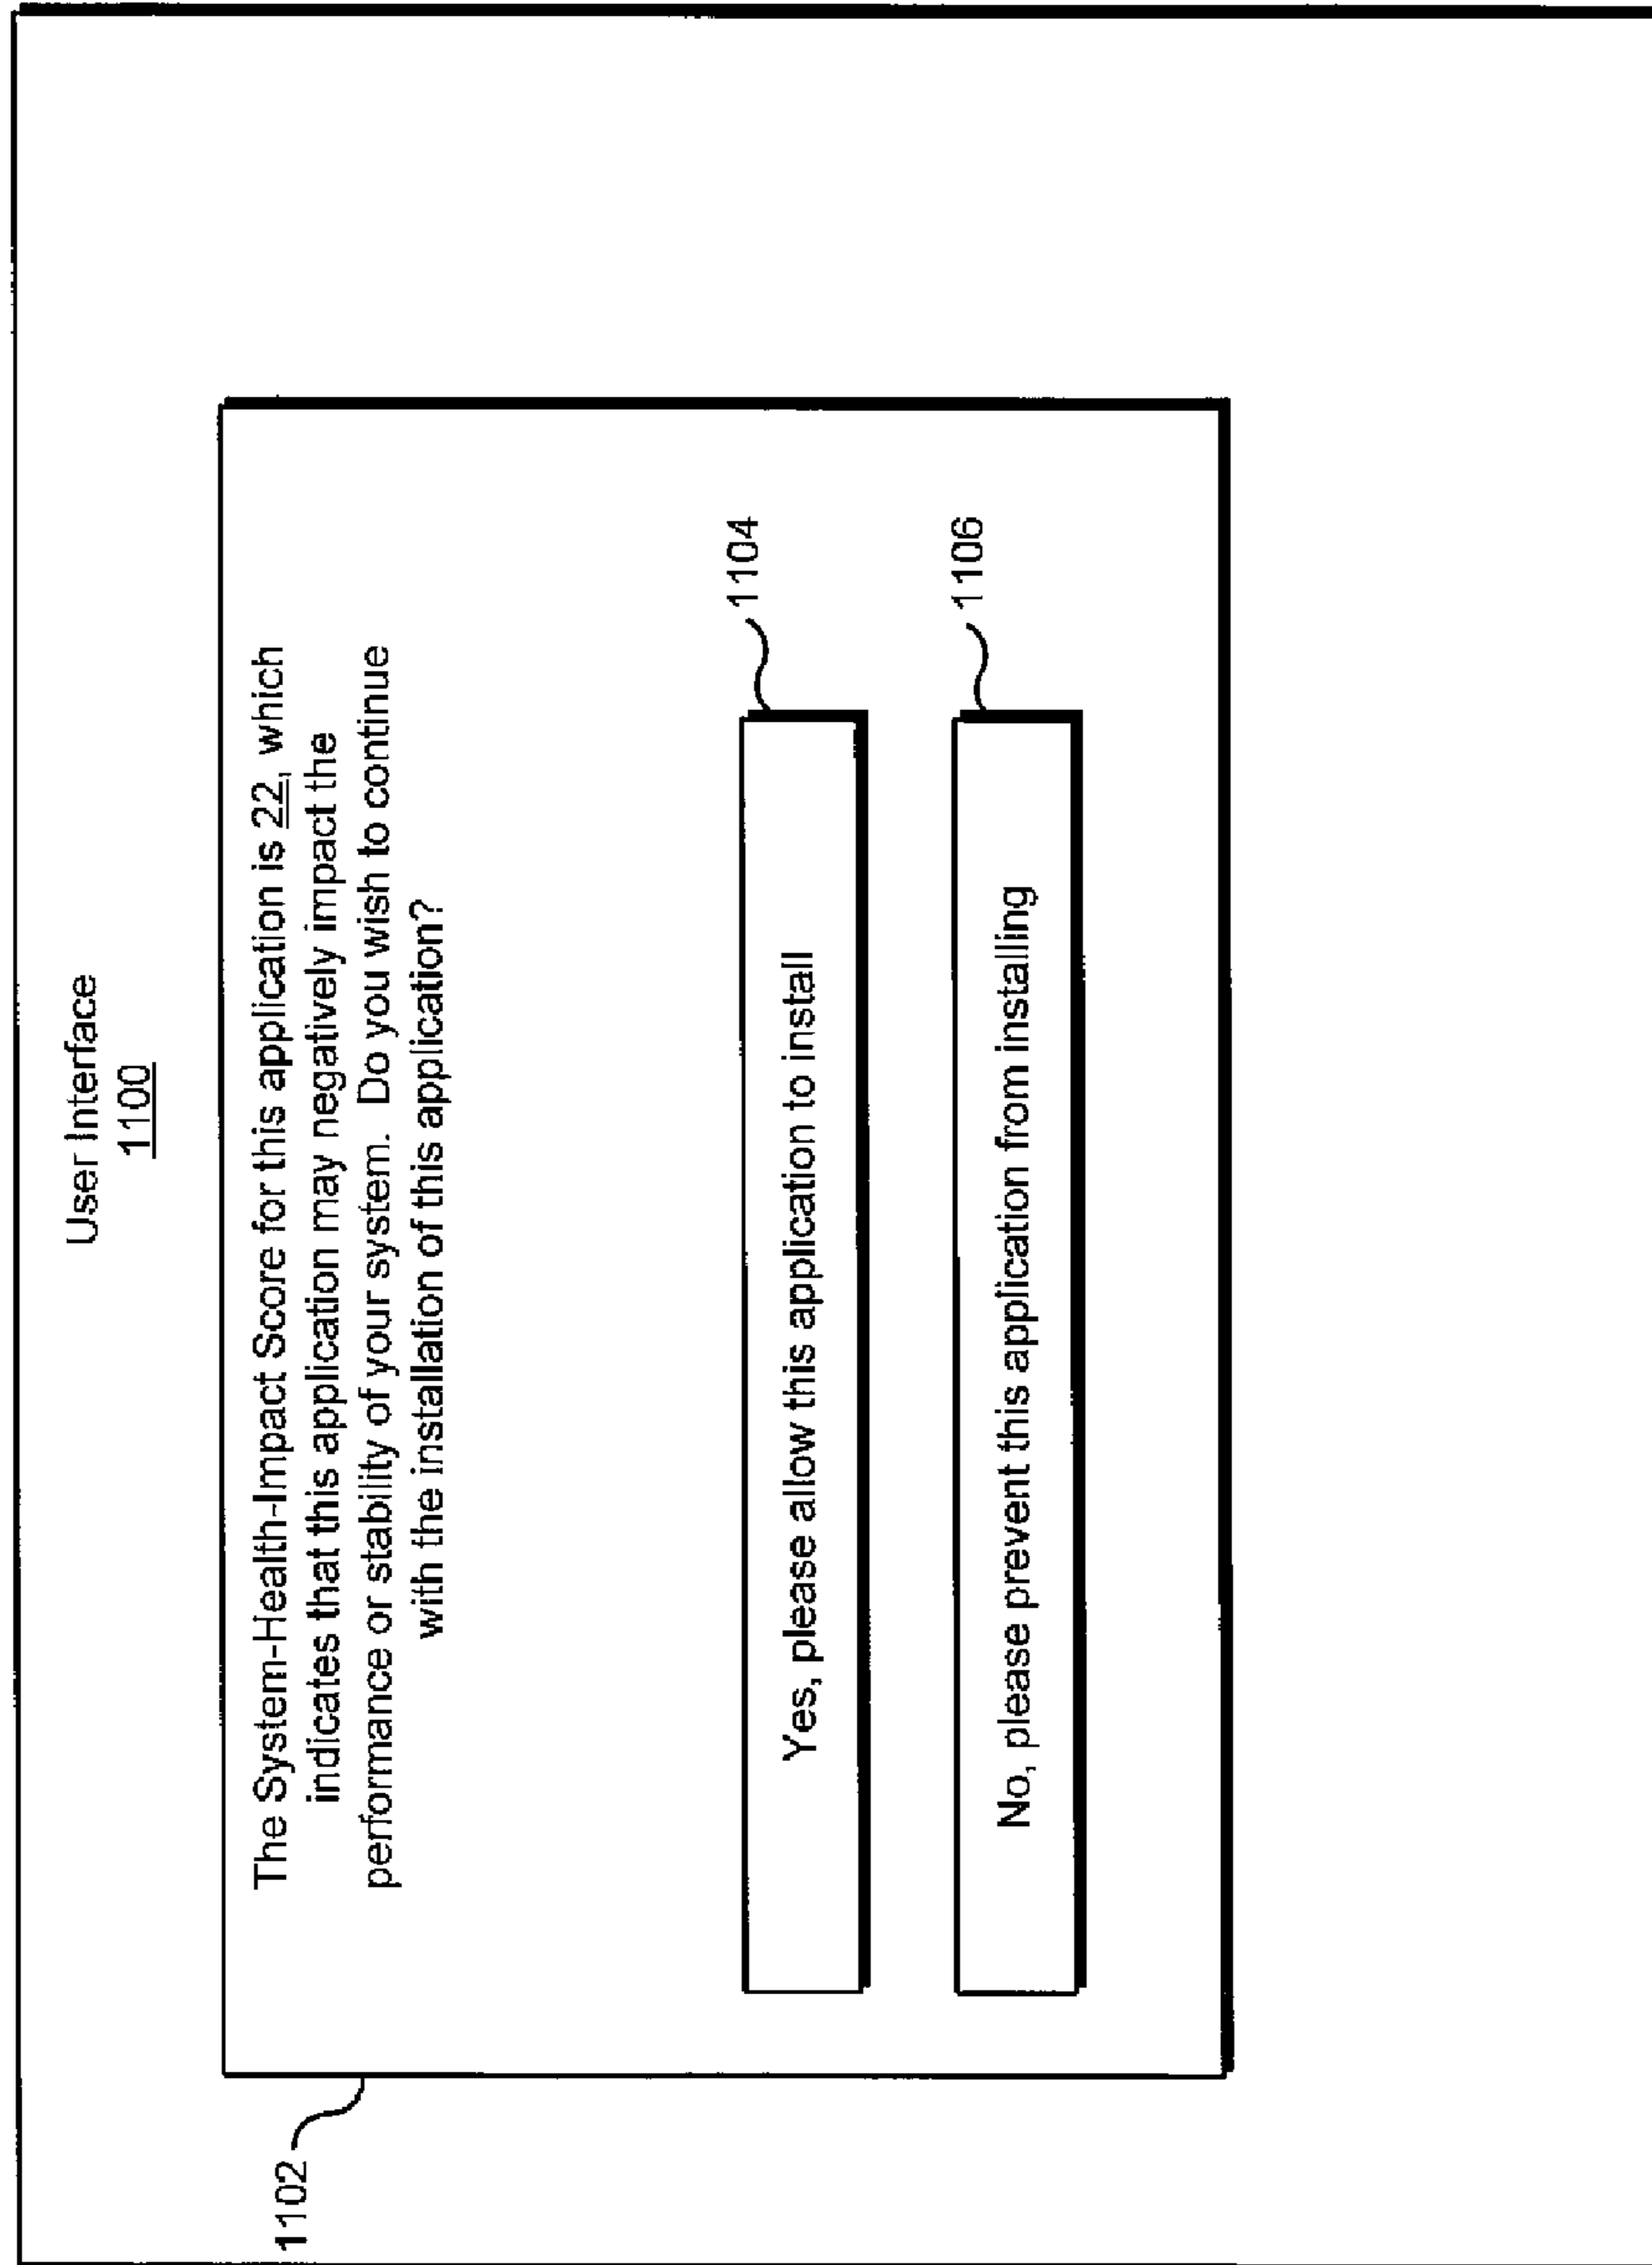 User Interface
1100
The System-Health-Impact Score for this application is 22, which
indicates that this application may negatively impact the
performance or stability of your system. Do you wish to continue
with the installation of this application?
Yes, please allow this application to install
No, please prevent this application from installing
1102
1104
1106